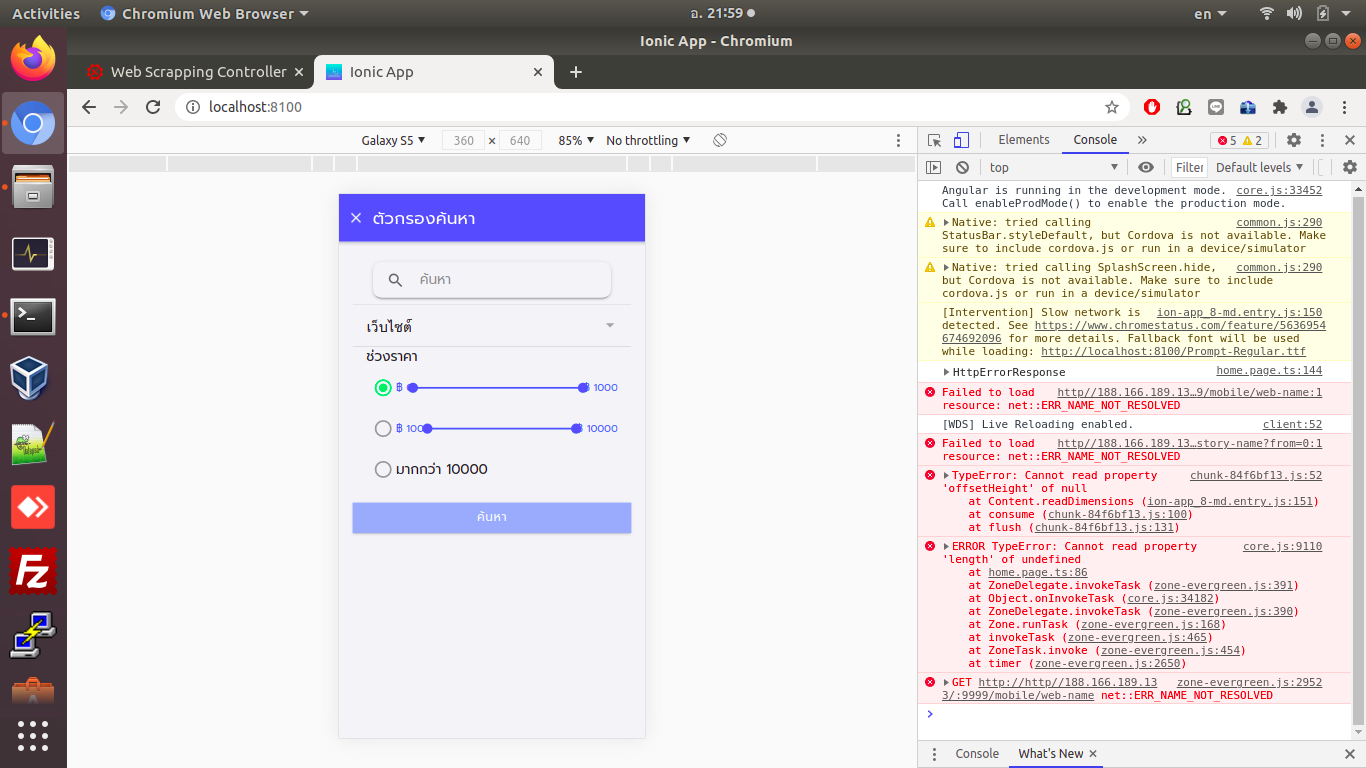 Activities
Chromium Web Browser
อ. 21:59
en
Ionic App - Chromium
Web Scrapping Controller
Ionic App
localhost:8100
Galaxy S5
360 × 640
85%
No throttling
Elements
Console
5
2
top
Filter
Default levels
Angular is running in the development mode. core.js:33452
Call enableProdMode() to enable the production mode.
Native: tried calling common.js:290
StatusBar.styleDefault, but Cordova is not available. Make
sure to include cordova.js or run in a device/simulator
Native: tried calling SplashScreen.hide, common.js:290
but Cordova is not available. Make sure to include
cordova.js or run in a device/simulator
[Intervention] Slow network is ion-app_8-md.entry.js:150
detected. See https://www.chromestatus.com/feature/5636954
674692096 for more details. Fallback font will be used
while loading: http://localhost:8100/Prompt-Regular.ttf
HttpErrorResponse home.page.ts:144
Failed to load http//188.166.189.13…9/mobile/web-name:1
resource: net::ERR_NAME_NOT_RESOLVED
[WDS] Live Reloading enabled. client:52
Failed to load http//188.166.189.13…story-name?from=0:1
resource: net::ERR_NAME_NOT_RESOLVED
TypeError: Cannot read property chunk-84f6bf13.js:52
'offsetHeight' of null
at Content.readDimensions (ion-app_8-md.entry.js:151)
at consume (chunk-84f6bf13.js:100)
at flush (chunk-84f6bf13.js:131)
ERROR TypeError: Cannot read property core.js:9110
'length' of undefined
at home.page.ts:86
at ZoneDelegate.invokeTask (zone-evergreen.js:391)
at Object.onInvokeTask (core.js:34182)
at ZoneDelegate.invokeTask (zone-evergreen.js:390)
at Zone.runTask (zone-evergreen.js:168)
at invokeTask (zone-evergreen.js:465)
at ZoneTask.invoke (zone-evergreen.js:454)
at timer (zone-evergreen.js:2650)
GET http://http//188.166.189.13 zone-evergreen.js:2952
3/:9999/mobile/web-name net::ERR_NAME_NOT_RESOLVED
Console
What's New
ตัวกรองค้นหา
ค้นหา
เว็บไซต์
ช่วงราคา
฿
1000
฿ 100
10000
มากกว่า 10000
ค้นหา
Fz